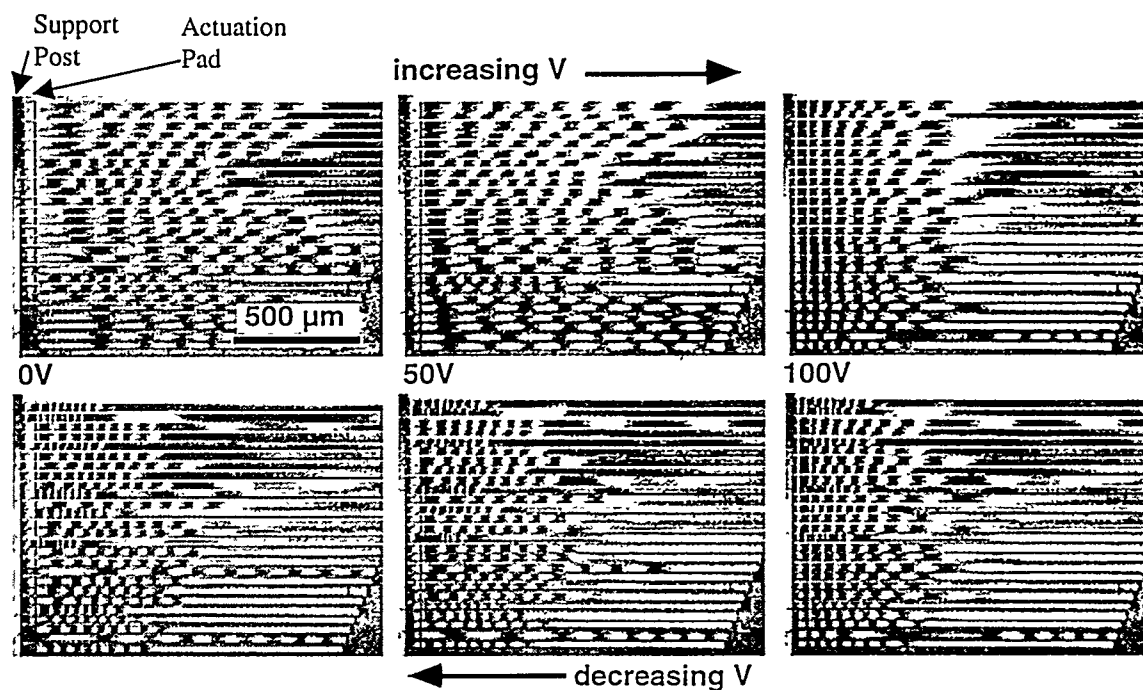 Support Post
Actuation Pad
increasing V
500 µm
0V
50V
100V
decreasing V